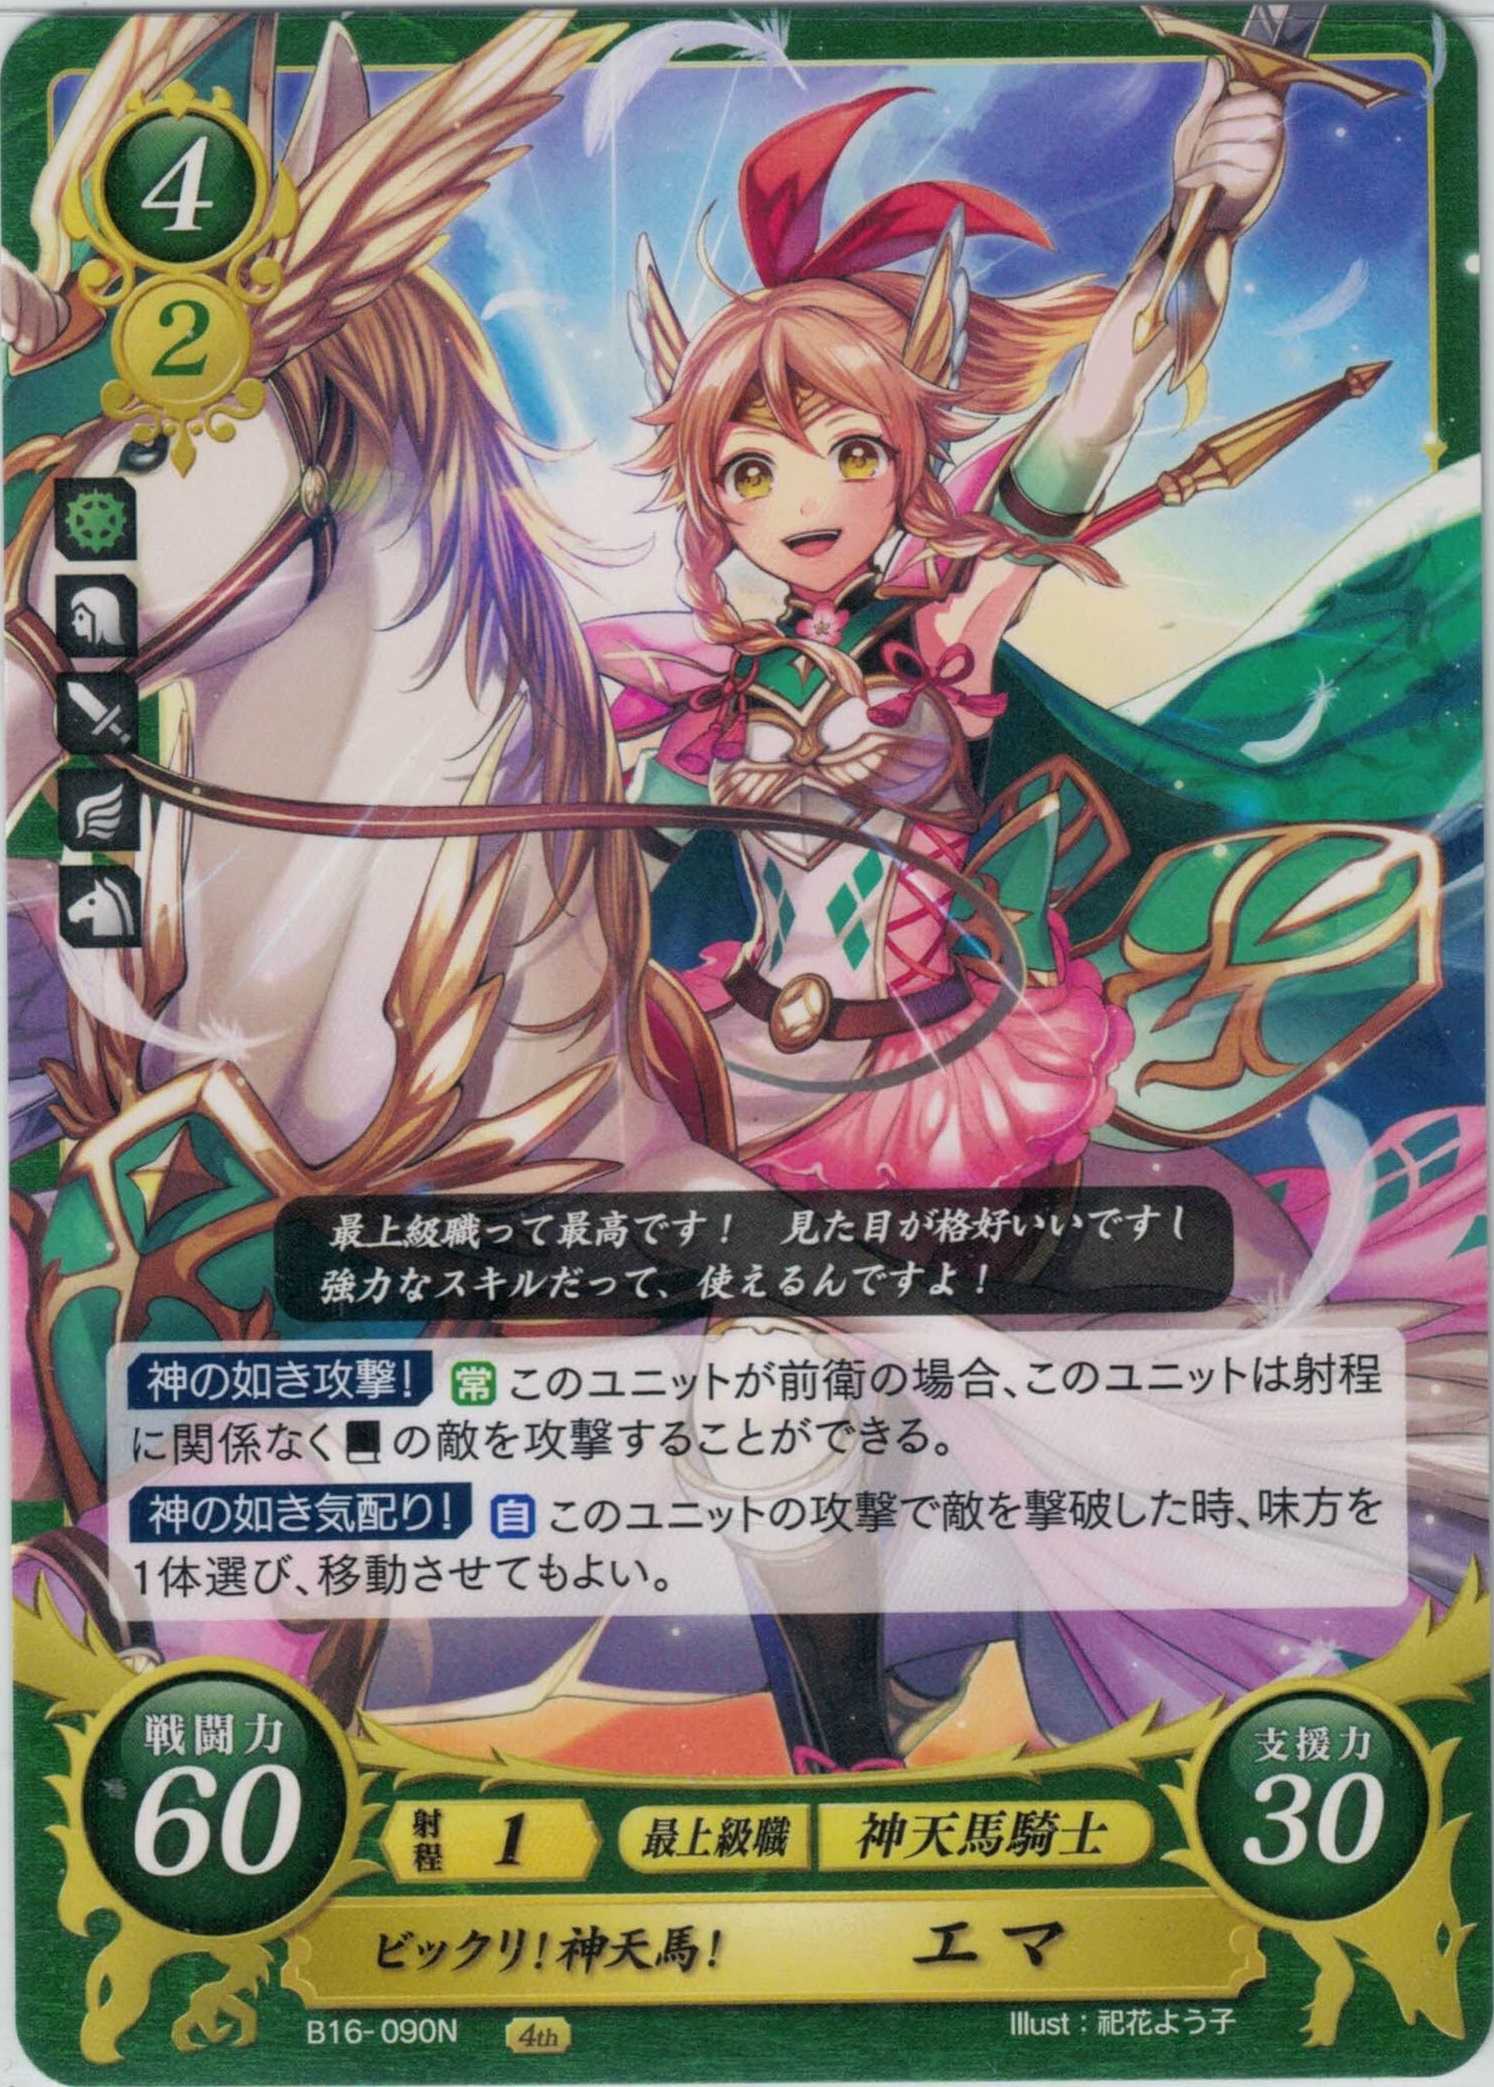 4
2
最上級職って最高です！　見た目が格好いいですし
強力なスキルだって、使えるんですよ！
神の如き攻撃！ 常 このユニットが前衛の場合、このユニットは射程
に関係なく の敵を攻撃することができる。
神の如き気配り！ 自 このユニットの攻撃で敵を撃破した時、味方を
1体選び、移動させてもよい。
戦闘力
60
射程 1
最上級職 神天馬騎士
支援力
30
ビックリ！神天馬！ エマ
B16-090N 4th
Illust：祀花よう子